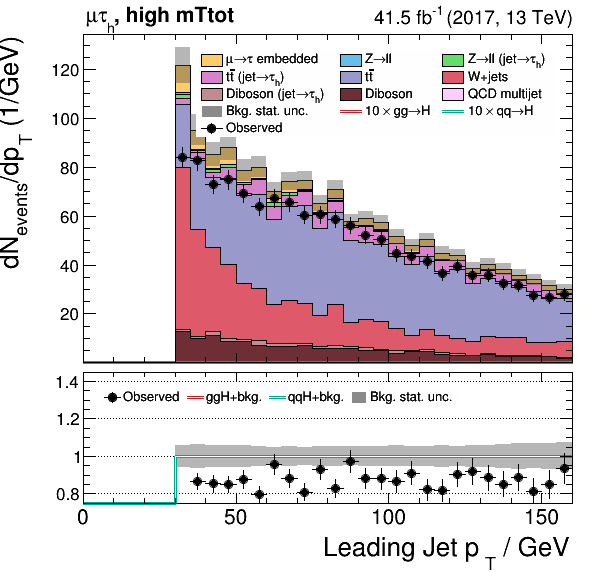 μτh, high mTtot 41.5 fb⁻¹ (2017, 13 TeV)
dNevents/dpT (1/GeV)
120
100
80
60
40
20
μ→τ embedded Z→ll Z→ll (jet→τh)
tt̄ (jet→τh) tt̄ W+jets
Diboson (jet→τh) Diboson QCD multijet
Bkg. stat. unc. 10 × gg→H 10 × qq→H
Observed
1.4
1.2
1
0.8
Observed ggH+bkg. qqH+bkg. Bkg. stat. unc.
0 50 100 150
Leading Jet pT / GeV